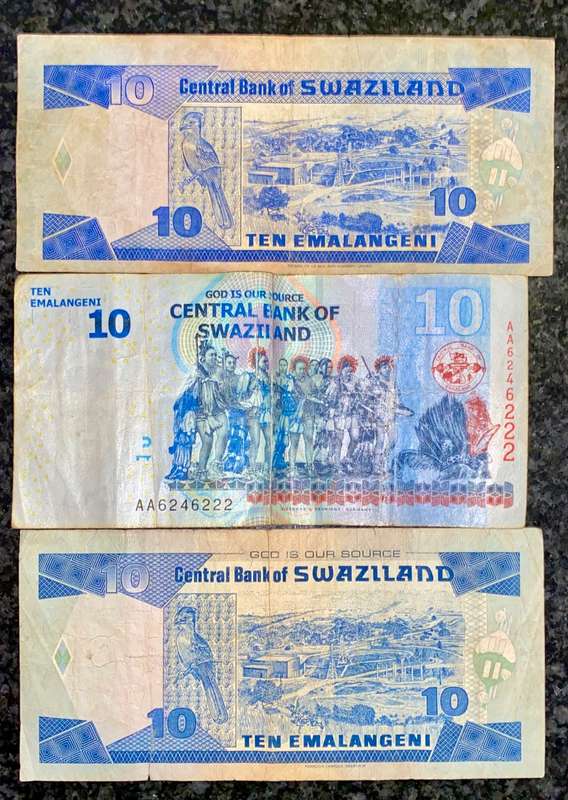 10
Central Bank of SWAZILAND
10
10
TEN EMALANGENI
TEN
EMALANGENI
10
GOD IS OUR SOURCE
CENTRAL BANK OF
SWAZILAND
10
AA6246222
AA6246222
GOD IS OUR SOURCE
10
Central Bank of SWAZILAND
10
10
TEN EMALANGENI